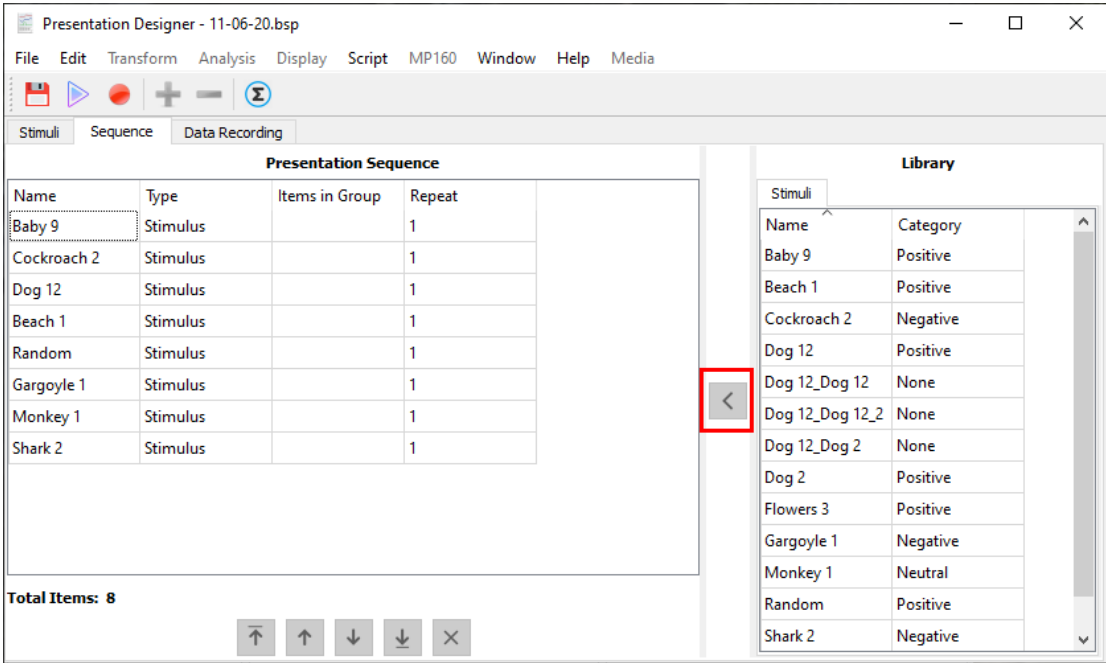 Presentation Designer - 11-06-20.bsp
File Edit Transform Analysis Display Script MP160 Window Help Media
Σ
Stimuli Sequence Data Recording
Presentation Sequence
Name Type Items in Group Repeat
Baby 9 Stimulus 1
Cockroach 2 Stimulus 1
Dog 12 Stimulus 1
Beach 1 Stimulus 1
Random Stimulus 1
Gargoyle 1 Stimulus 1
Monkey 1 Stimulus 1
Shark 2 Stimulus 1
Total Items: 8
Library
Stimuli
Name Category
Baby 9 Positive
Beach 1 Positive
Cockroach 2 Negative
Dog 12 Positive
Dog 12_Dog 12 None
Dog 12_Dog 12_2 None
Dog 12_Dog 2 None
Dog 2 Positive
Flowers 3 Positive
Gargoyle 1 Negative
Monkey 1 Neutral
Random Positive
Shark 2 Negative